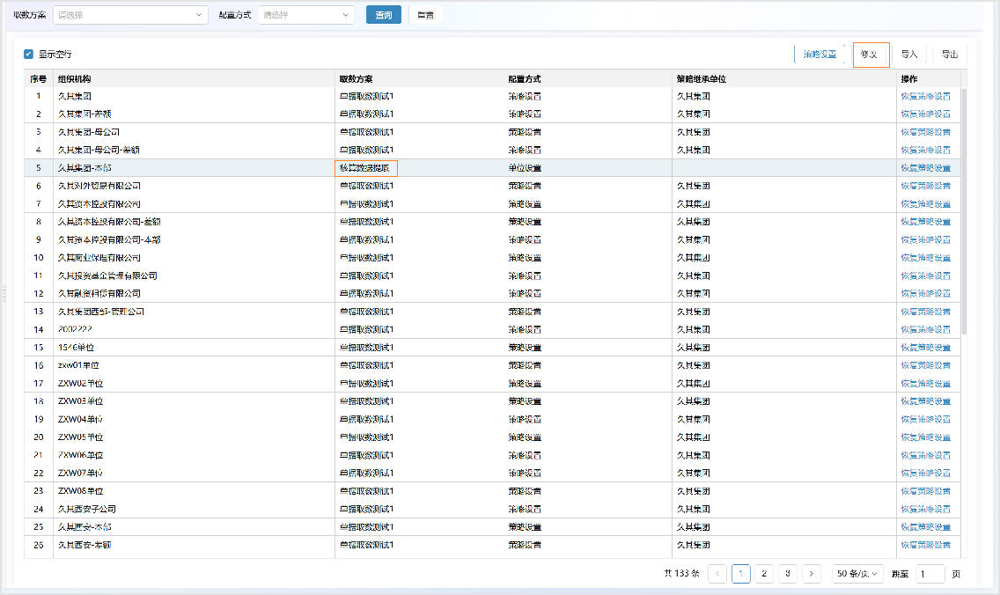 取数方案 请选择 配置方式 请选择 查询 重置
显示空行 策略设置 修改 导入 导出
序号 组织机构 取数方案 配置方式 策略继承单位 操作
1 久其集团 单据取数测试1 策略设置 久其集团 恢复策略设置
2 久其集团-差额 单据取数测试1 策略设置 久其集团 恢复策略设置
3 久其集团-母公司 单据取数测试1 策略设置 久其集团 恢复策略设置
4 久其集团-母公司-差额 单据取数测试1 策略设置 久其集团 恢复策略设置
5 久其集团-本部 核算数据提取 单位设置 恢复策略设置
6 久其对外贸易有限公司 单据取数测试1 策略设置 久其集团 恢复策略设置
7 久其资本控股有限公司 单据取数测试1 策略设置 久其集团 恢复策略设置
8 久其资本控股有限公司-差额 单据取数测试1 策略设置 久其集团 恢复策略设置
9 久其资本控股有限公司-本部 单据取数测试1 策略设置 久其集团 恢复策略设置
10 久其商业保理有限公司 单据取数测试1 策略设置 久其集团 恢复策略设置
11 久其投资基金管理有限公司 单据取数测试1 策略设置 久其集团 恢复策略设置
12 久其融资租赁有限公司 单据取数测试1 策略设置 久其集团 恢复策略设置
13 久其集团西部-管理公司 单据取数测试1 策略设置 久其集团 恢复策略设置
14 2002222 单据取数测试1 策略设置 久其集团 恢复策略设置
15 1546单位 单据取数测试1 策略设置 久其集团 恢复策略设置
16 zxw01单位 单据取数测试1 策略设置 久其集团 恢复策略设置
17 ZXW02单位 单据取数测试1 策略设置 久其集团 恢复策略设置
18 ZXW03单位 单据取数测试1 策略设置 久其集团 恢复策略设置
19 ZXW04单位 单据取数测试1 策略设置 久其集团 恢复策略设置
20 ZXW05单位 单据取数测试1 策略设置 久其集团 恢复策略设置
21 ZXW06单位 单据取数测试1 策略设置 久其集团 恢复策略设置
22 ZXW07单位 单据取数测试1 策略设置 久其集团 恢复策略设置
23 ZXW08单位 单据取数测试1 策略设置 久其集团 恢复策略设置
24 久其西安子公司 单据取数测试1 策略设置 久其集团 恢复策略设置
25 久其西安-本部 单据取数测试1 策略设置 久其集团 恢复策略设置
26 久其西安-差额 单据取数测试1 策略设置 久其集团 恢复策略设置
共 133 条 < 1 2 3 > 50 条/页 跳至 1 页